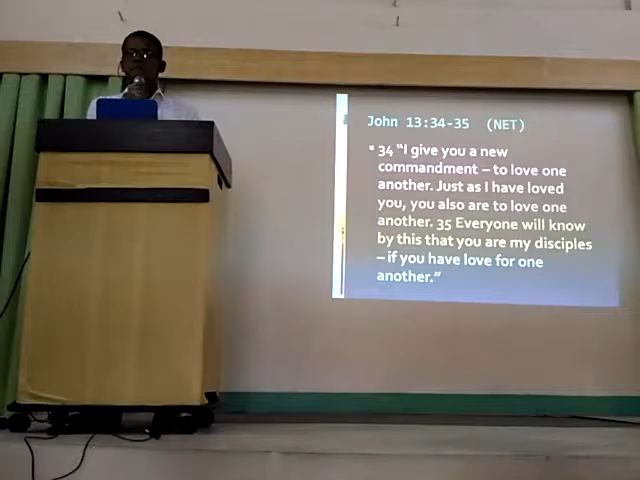 John 13:34-35 (NET)
▪ 34 “I give you a new
commandment – to love one
another. Just as I have loved
you, you also are to love one
another. 35 Everyone will know
by this that you are my disciples
– if you have love for one
another.”